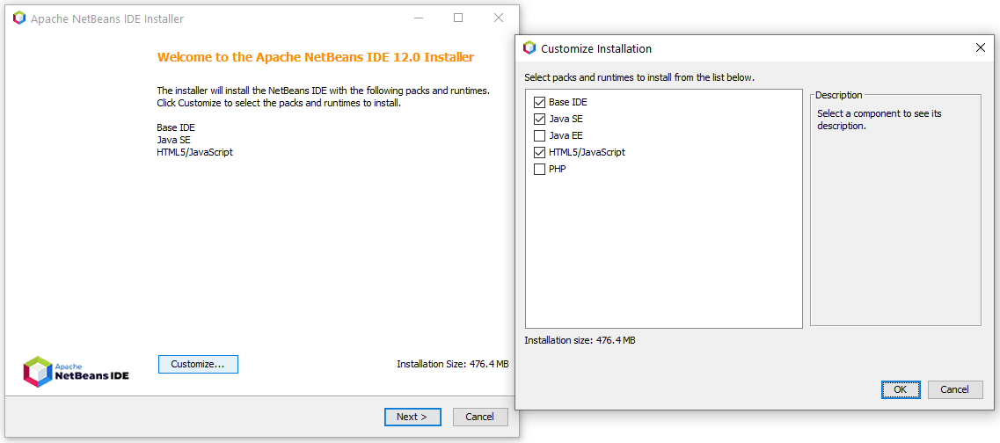 Apache NetBeans IDE Installer
Welcome to the Apache NetBeans IDE 12.0 Installer
The installer will install the NetBeans IDE with the following packs and runtimes.
Click Customize to select the packs and runtimes to install.
Base IDE
Java SE
HTML5/JavaScript
Apache
NetBeans IDE
Customize...
Installation Size: 476.4 MB
Next >
Cancel
Customize Installation
Select packs and runtimes to install from the list below.
Base IDE
Java SE
Java EE
HTML5/JavaScript
PHP
Description
Select a component to see its
description.
Installation size: 476.4 MB
OK
Cancel